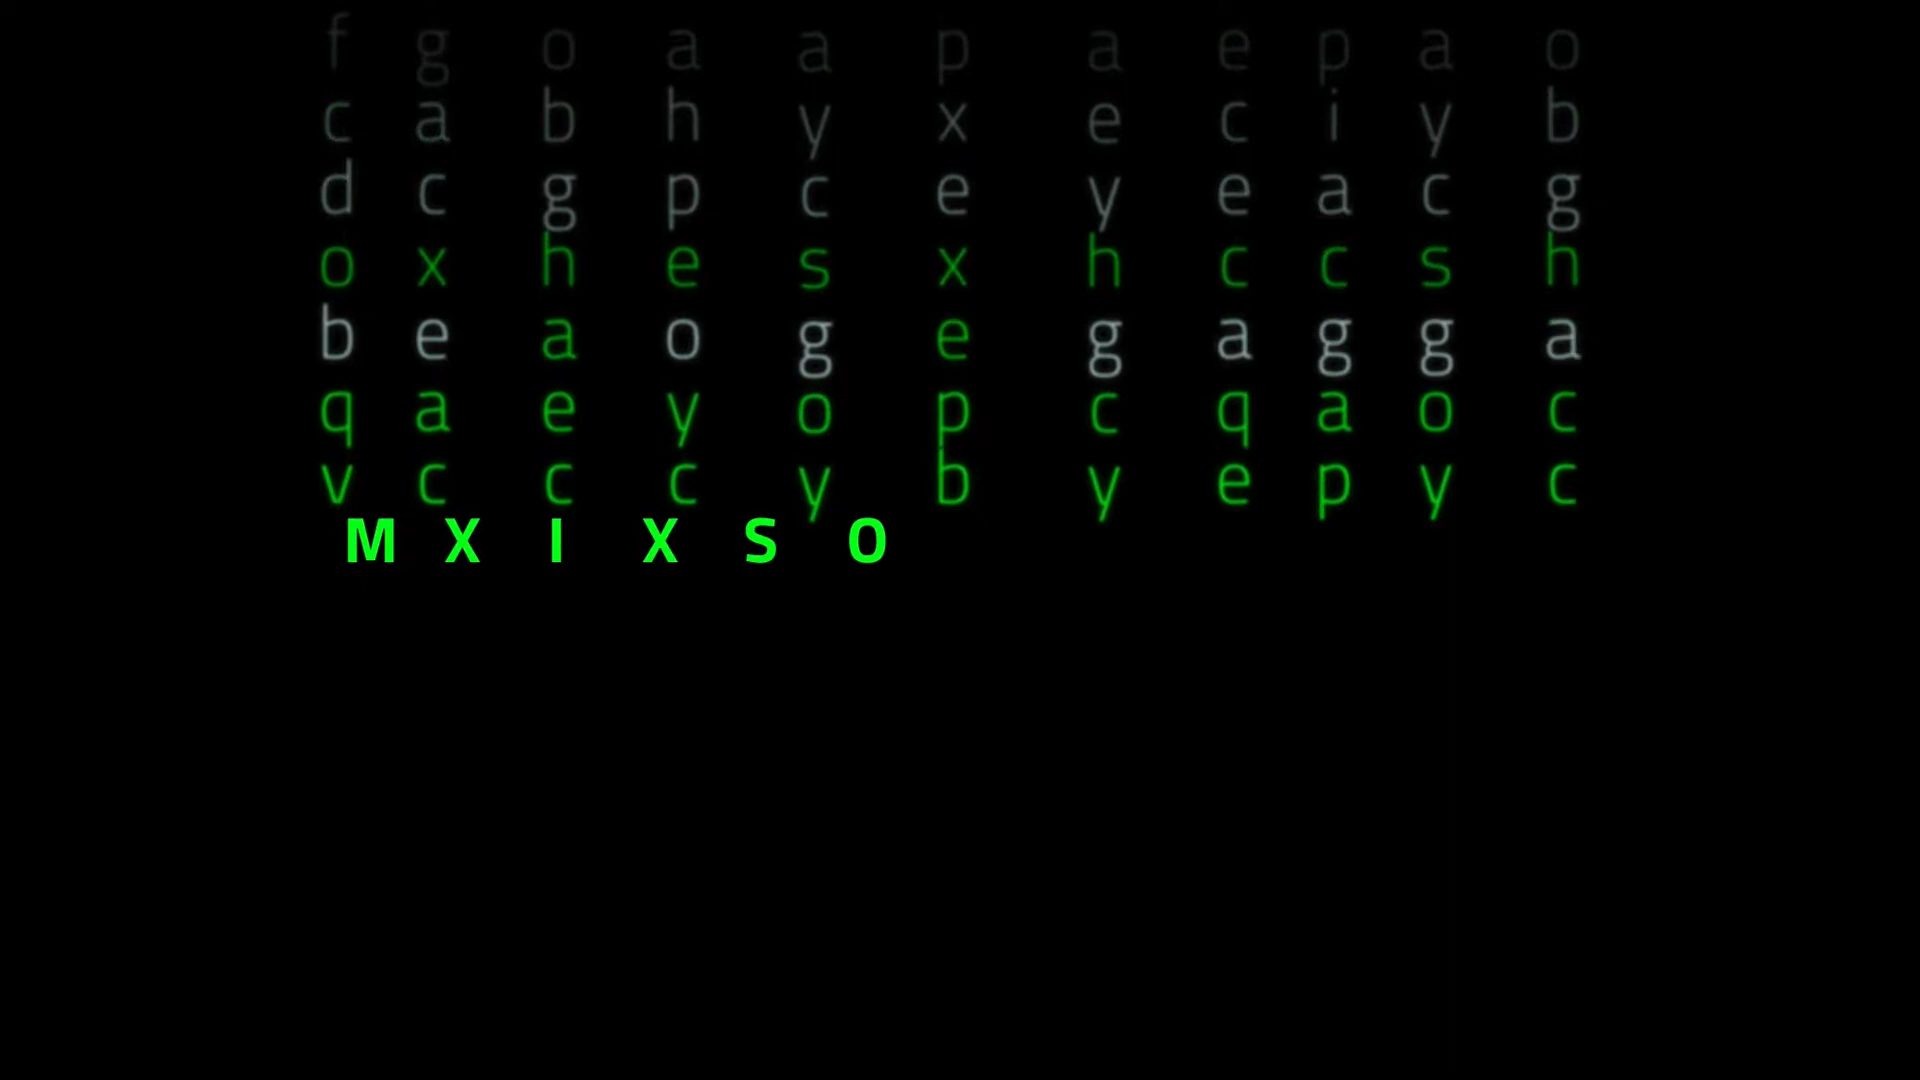 f g o a a p a e p a o
c a b h y x e c i y b
d c g p c e y e a c g
o x h e s x h c c s h
b e a o g e g a g g a
q a e y o p c q a o c
v c c c y b y e p y c
M X I X S O